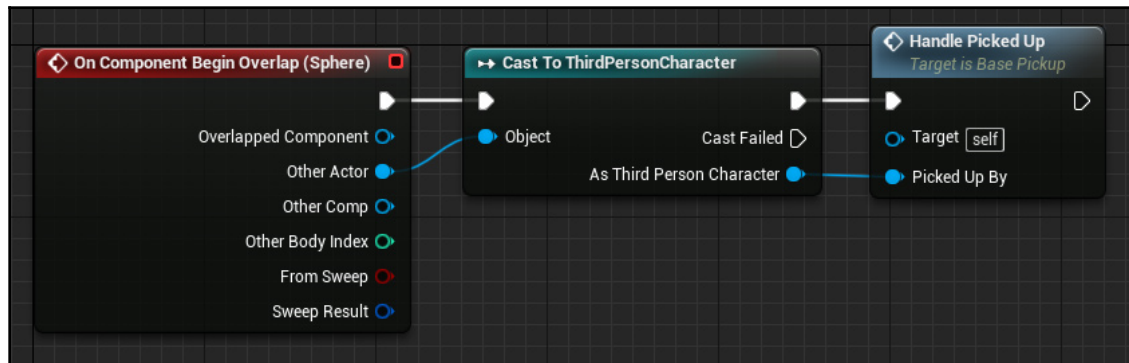 On Component Begin Overlap (Sphere)
Overlapped Component
Other Actor
Other Comp
Other Body Index
From Sweep
Sweep Result
Cast To ThirdPersonCharacter
Object
Cast Failed
As Third Person Character
Handle Picked Up
Target is Base Pickup
Target self
Picked Up By